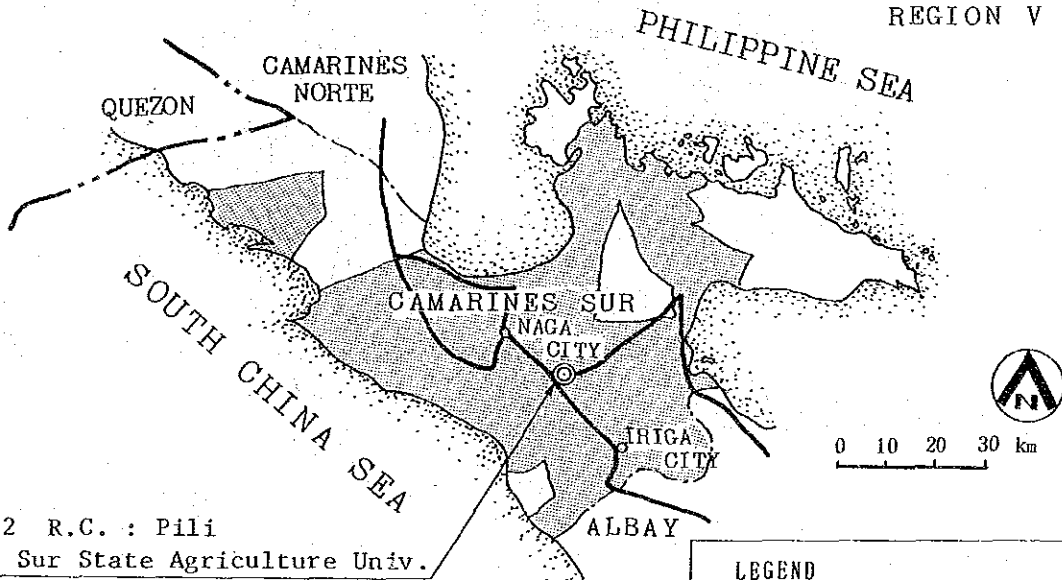 REGION V
PHILIPPINE SEA
CAMARINES
NORTE
QUEZON
CAMARINES SUR
NAGA
CITY
SOUTH CHINA SEA
IRIGA
CITY
N
0 10 20 30 km
ALBAY
2 R.C. : Pili
Sur State Agriculture Univ.
LEGEND